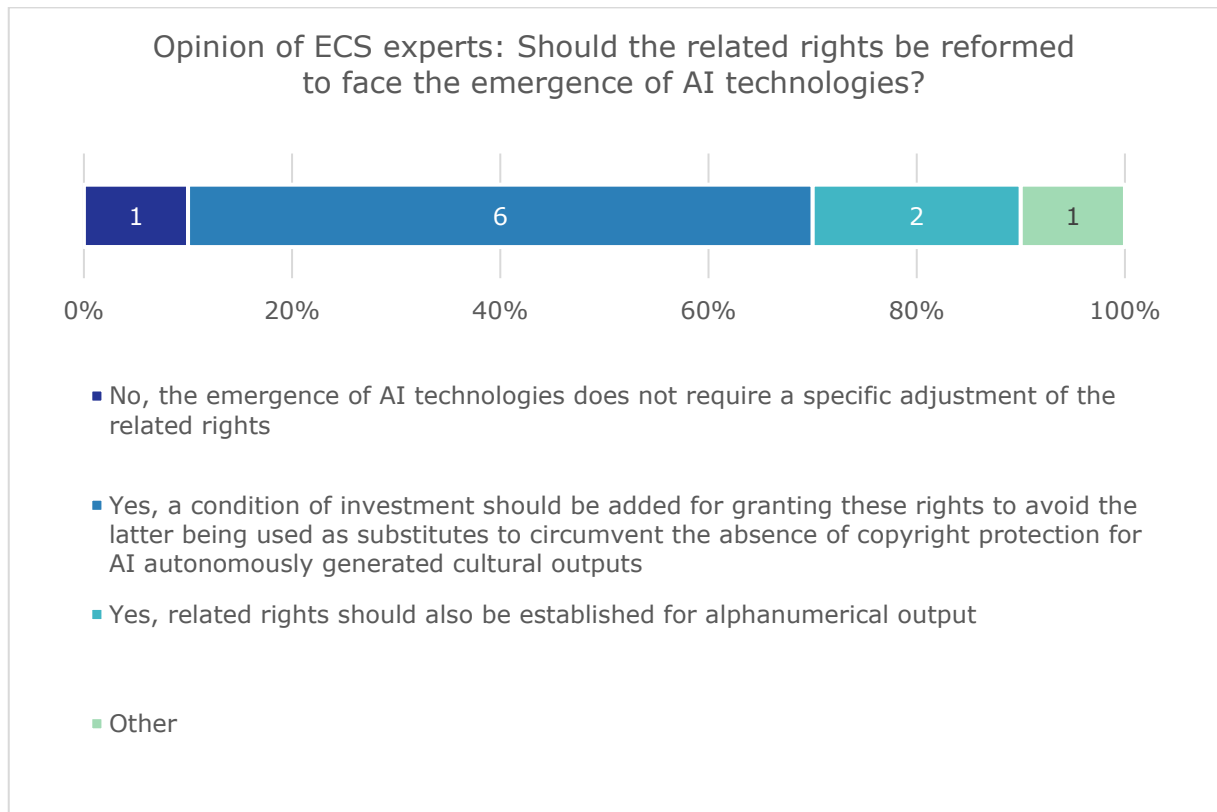 Opinion of ECS experts: Should the related rights be reformed
to face the emergence of AI technologies?
1
6
2
1
0%
20%
40%
60%
80%
100%
No, the emergence of AI technologies does not require a specific adjustment of the
related rights
Yes, a condition of investment should be added for granting these rights to avoid the
latter being used as substitutes to circumvent the absence of copyright protection for
AI autonomously generated cultural outputs
Yes, related rights should also be established for alphanumerical output
Other